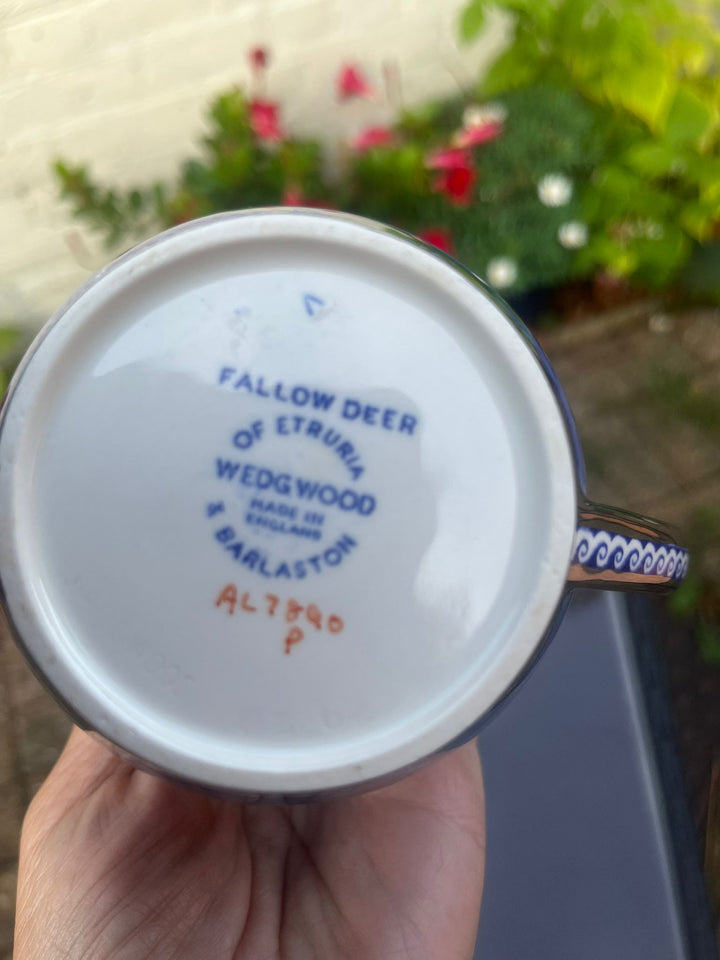 FALLOW DEER
OF ETRURIA
WEDGWOOD
MADE IN
ENGLAND
& BARLASTON
AL7890
P